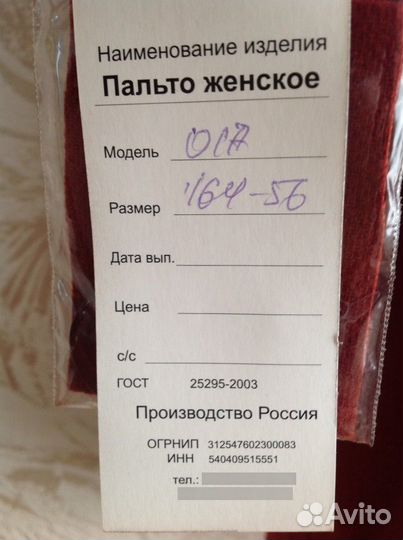 Наименование изделия
Пальто женское
Модель ОСА
Размер 164-56
Дата вып.
Цена
с/с
ГОСТ 25295-2003
Производство Россия
ОГРНИП 312547602300083
ИНН 540409515551
тел.:
Avito